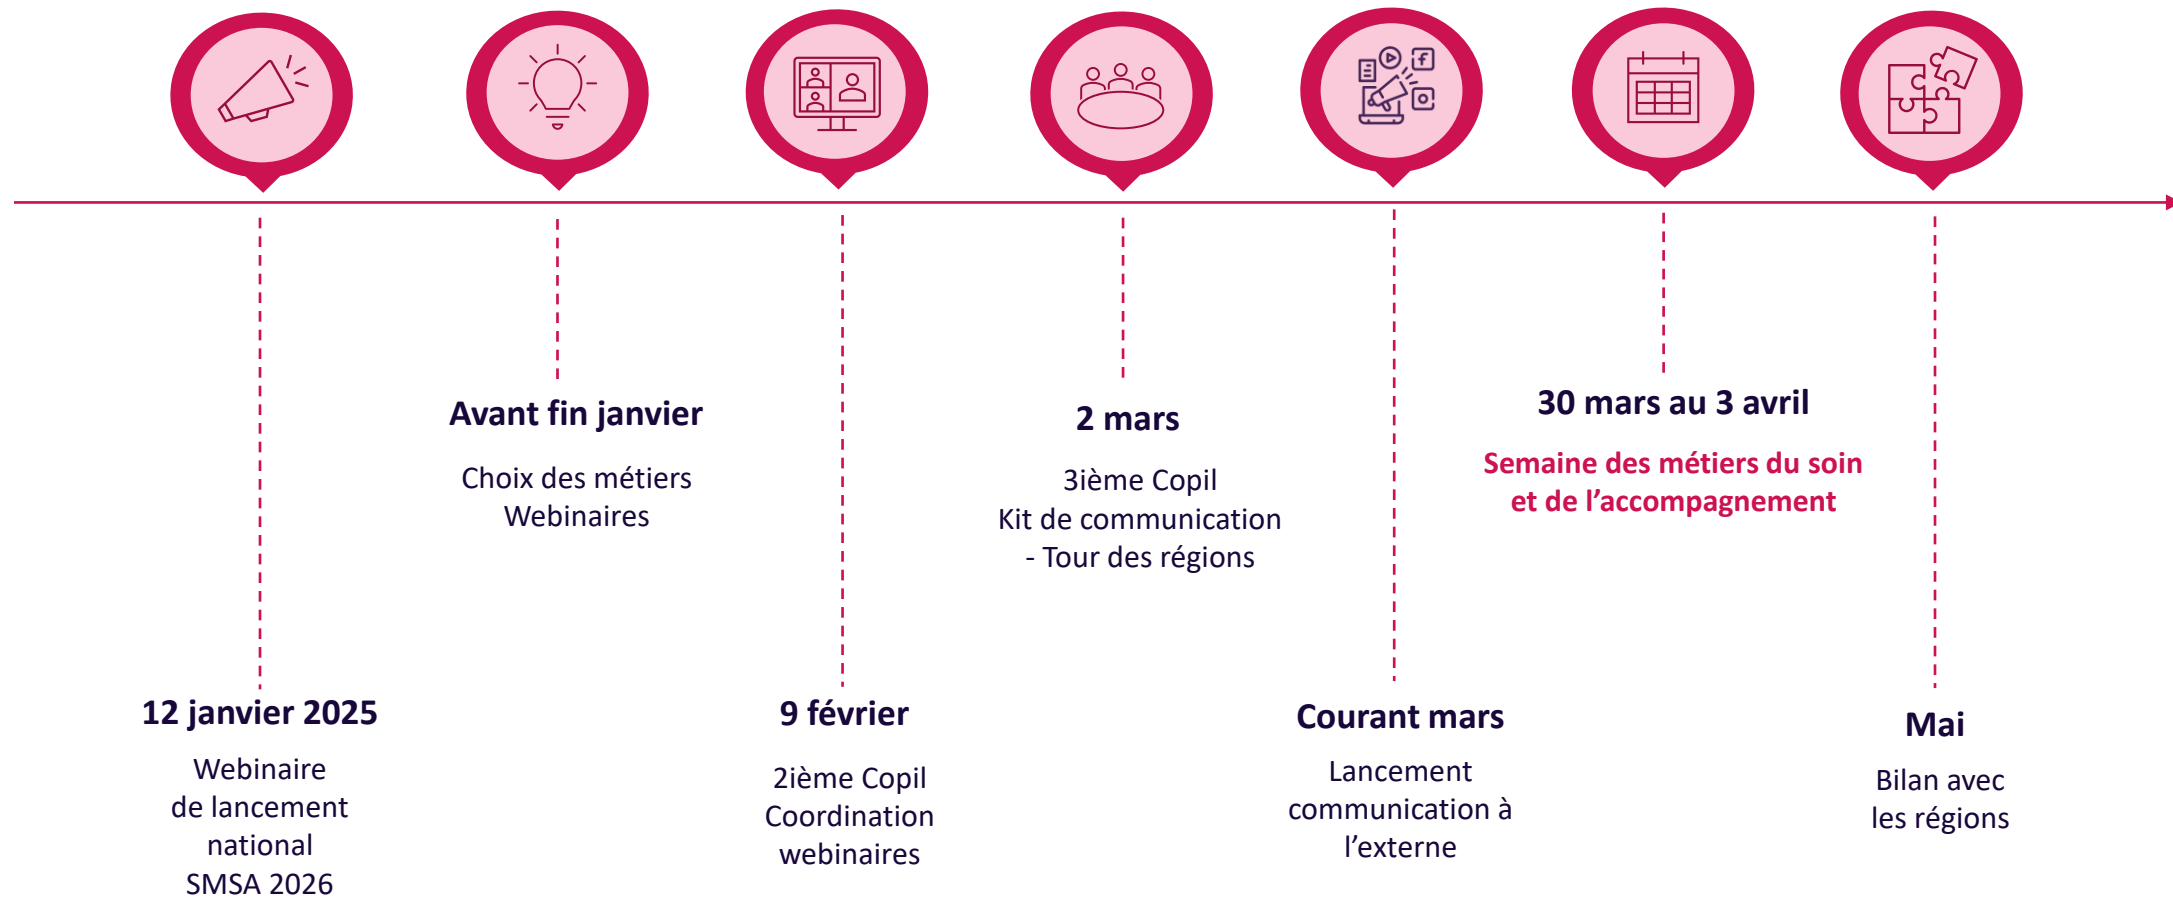 12 janvier 2025
Webinaire
de lancement
national
SMSA 2026
Avant fin janvier
Choix des métiers
Webinaires
9 février
2ième Copil
Coordination
webinaires
2 mars
3ième Copil
Kit de communication
- Tour des régions
Courant mars
Lancement
communication à
l’externe
30 mars au 3 avril
Semaine des métiers du soin
et de l’accompagnement
Mai
Bilan avec
les régions